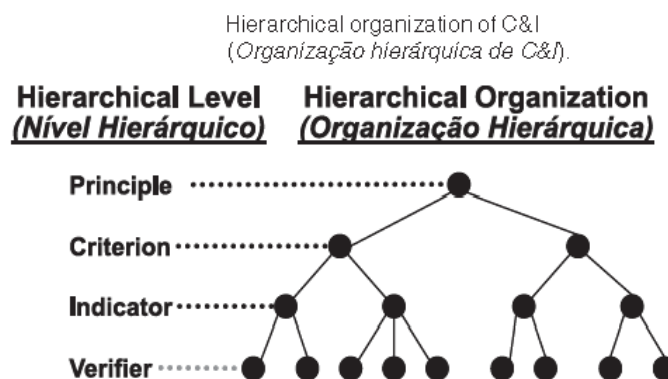 Hierarchical organization of C&I
(Organização hierárquica de C&I).
Hierarchical Level Hierarchical Organization
(Nível Hierárquico) (Organização Hierárquica)
Principle
Criterion
Indicator
Verifier